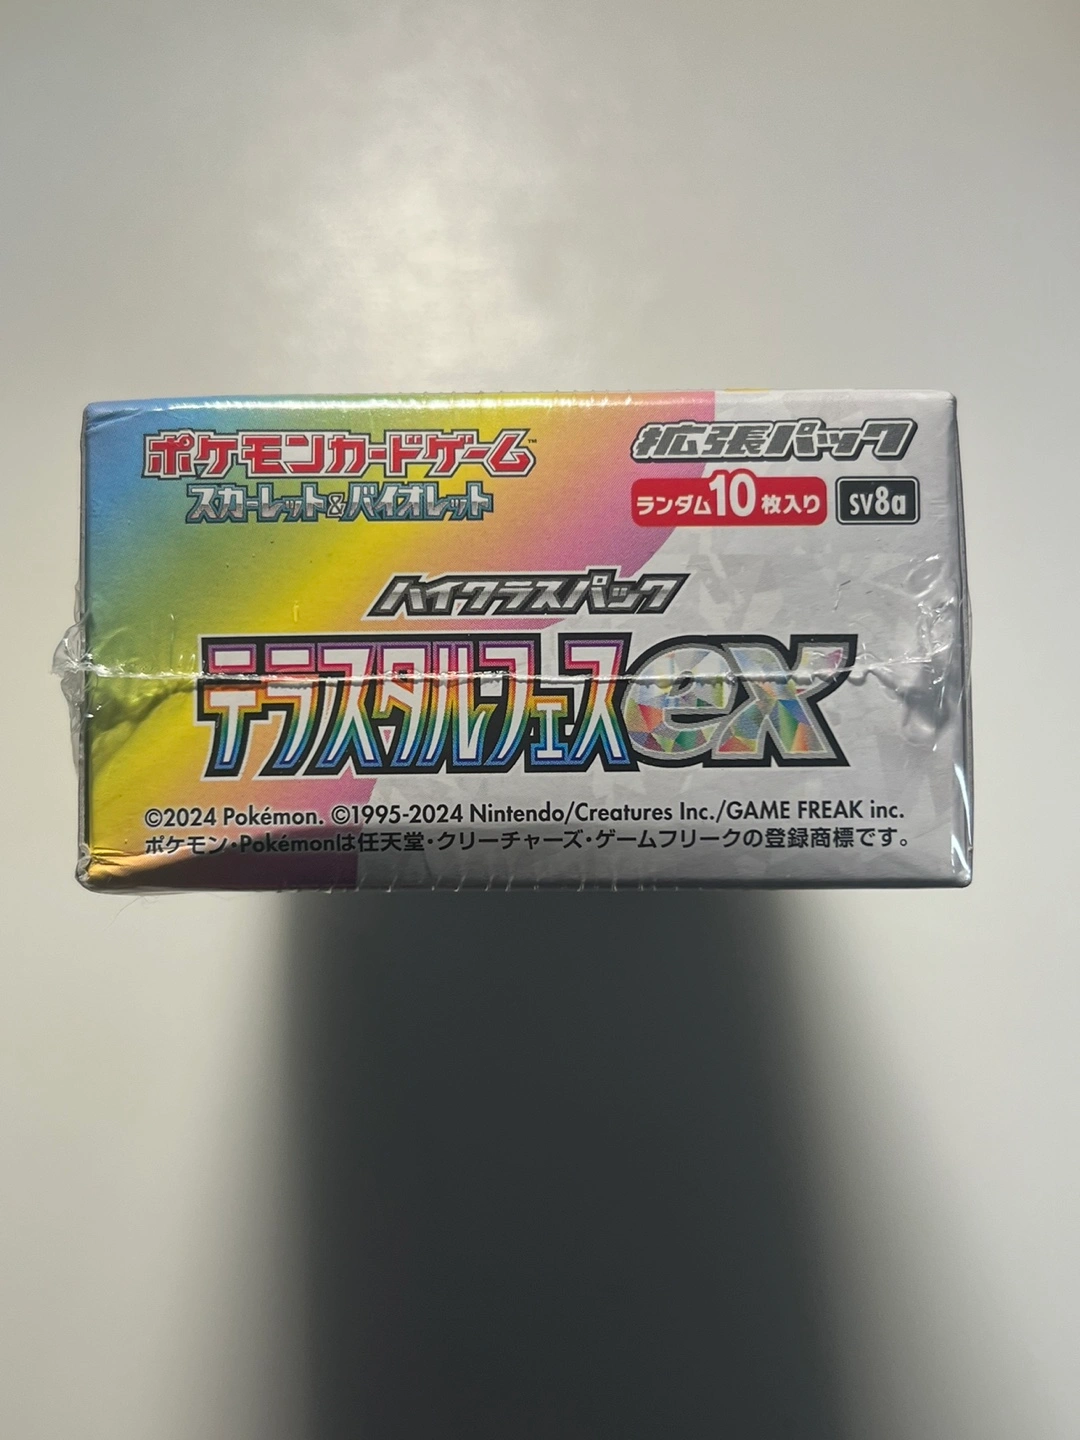 ポケモンカードゲーム™
スカーレット&バイオレット
拡張パック
ランダム10枚入り
sv8a
ハイクラスパック
テラスタルフェスex
©2024 Pokémon. ©1995-2024 Nintendo/Creatures Inc./GAME FREAK inc.
ポケモン・Pokémonは任天堂・クリーチャーズ・ゲームフリークの登録商標です。